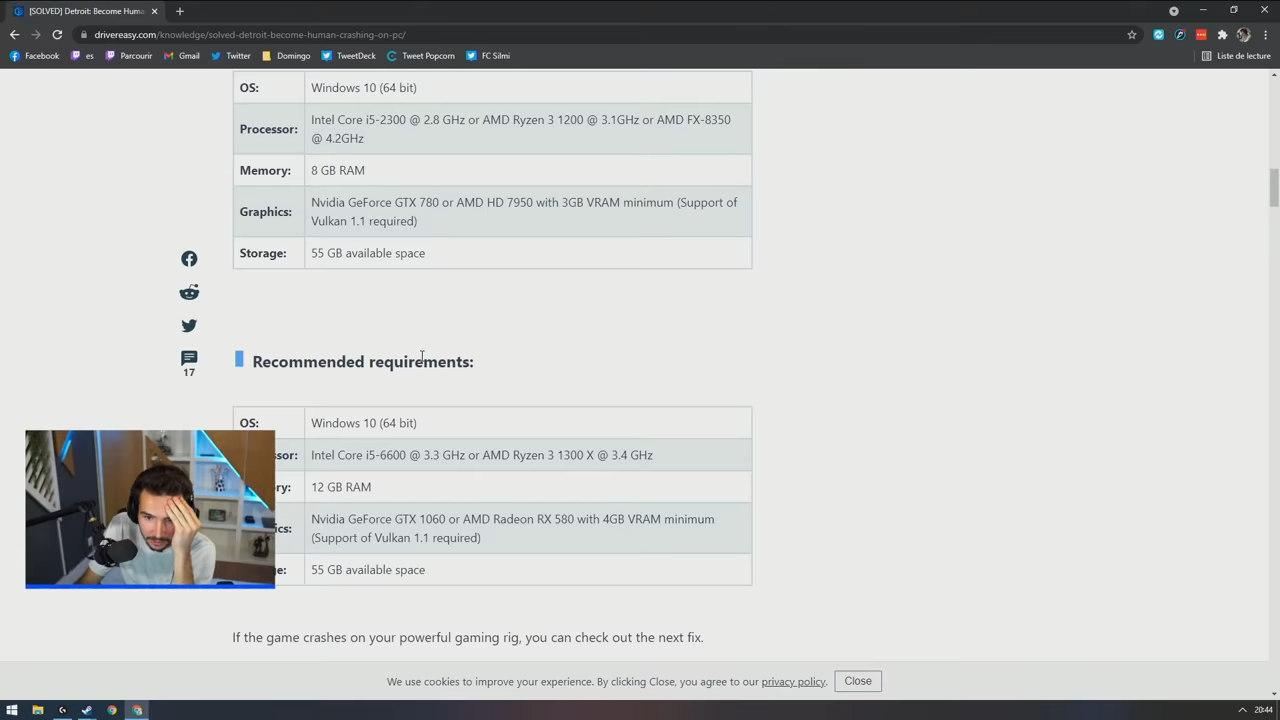 [SOLVED] Detroit: Become Huma
drivereasy.com/knowledge/solved-detroit-become-human-crashing-on-pc/
Facebook es Parcourir Gmail Twitter Domingo TweetDeck Tweet Popcorn FC Silmi Liste de lecture
OS: Windows 10 (64 bit)
Processor: Intel Core i5-2300 @ 2.8 GHz or AMD Ryzen 3 1200 @ 3.1GHz or AMD FX-8350
@ 4.2GHz
Memory: 8 GB RAM
Graphics: Nvidia GeForce GTX 780 or AMD HD 7950 with 3GB VRAM minimum (Support of
Vulkan 1.1 required)
Storage: 55 GB available space
17
Recommended requirements:
OS: Windows 10 (64 bit)
ssor: Intel Core i5-6600 @ 3.3 GHz or AMD Ryzen 3 1300 X @ 3.4 GHz
ry: 12 GB RAM
ics: Nvidia GeForce GTX 1060 or AMD Radeon RX 580 with 4GB VRAM minimum
(Support of Vulkan 1.1 required)
e: 55 GB available space
If the game crashes on your powerful gaming rig, you can check out the next fix.
We use cookies to improve your experience. By clicking Close, you agree to our privacy policy. Close
20:44